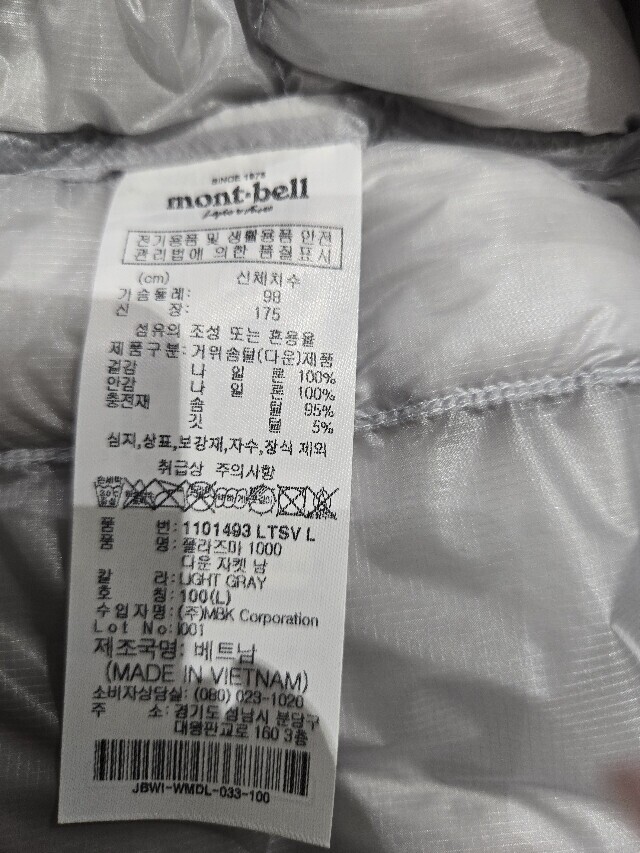 SINCE 1975
mont·bell
전기용품 및 생활용품 안전
관리법에 의한 품질표시
(cm) 신체치수
가슴둘레: 98
신 장: 175
섬유의 조성 또는 혼용율
제품구분: 거위솜털(다운)제품
겉감 나 일 론 100%
안감 나 일 론 100%
충전재 솜 털 95%
깃 털 5%
심지,상표,보강재,자수,장식 제외
취급상 주의사항
품 번: 1101493 LTSV L
품 명: 플라즈마 1000
다운 자켓 남
칼 라: LIGHT GRAY
호 칭: 100(L)
수입자명: (주)MBK Corporation
Lot No: I001
제조국명: 베트남
(MADE IN VIETNAM)
소비자상담실: (080) 023-1020
주 소: 경기도 성남시 분당구
대왕판교로 160 3층
JBWI-WMDL-033-100